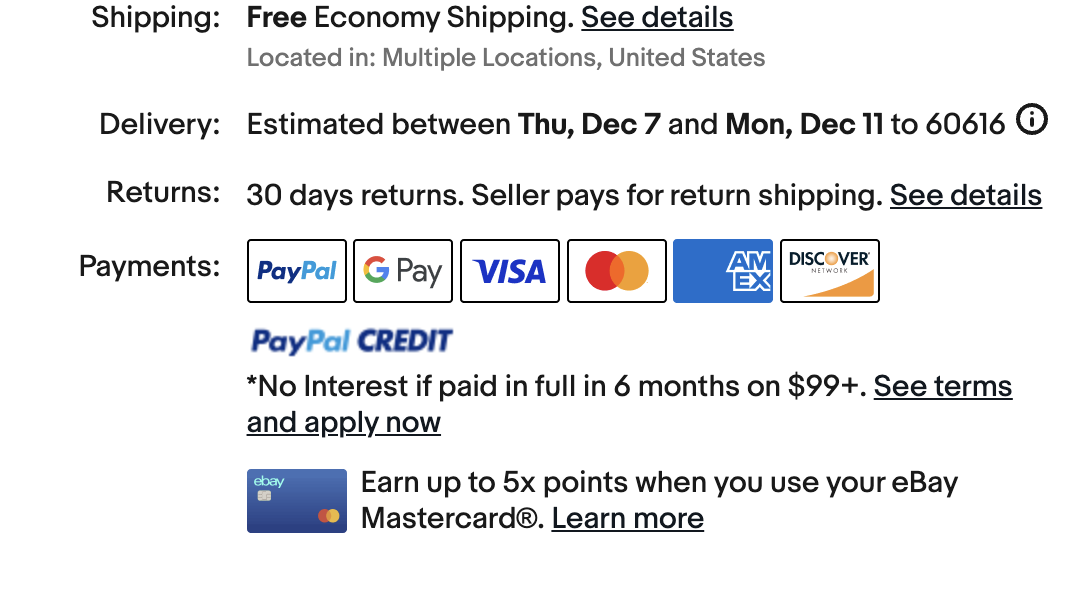 Shipping: Free Economy Shipping. See details
Located in: Multiple Locations, United States
Delivery: Estimated between Thu, Dec 7 and Mon, Dec 11 to 60616
Returns: 30 days returns. Seller pays for return shipping. See details
Payments: PayPal G Pay VISA AM EX DISCOVER NETWORK
PayPal CREDIT
*No Interest if paid in full in 6 months on $99+. See terms
and apply now
ebay Earn up to 5x points when you use your eBay
Mastercard®. Learn more